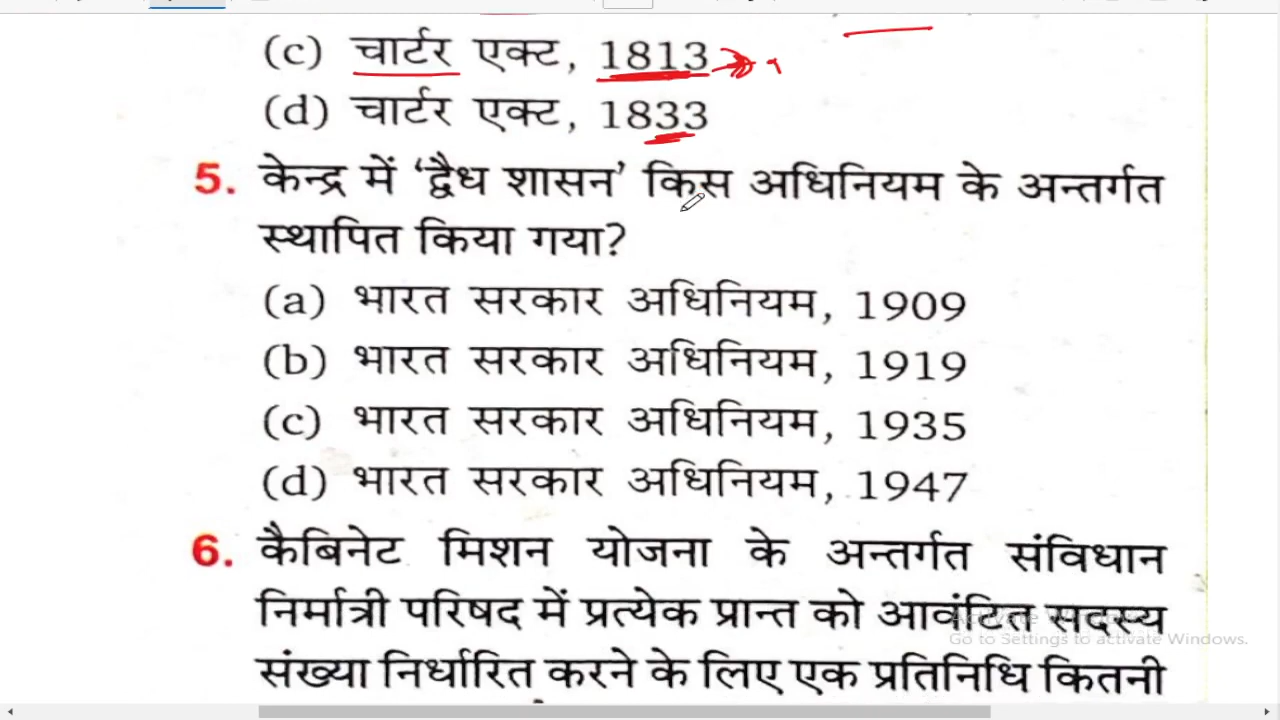 (c) चार्टर एक्ट, 1813
(d) चार्टर एक्ट, 1833
5. केन्द्र में ‘द्वैध शासन’ किस अधिनियम के अन्तर्गत
स्थापित किया गया?
(a) भारत सरकार अधिनियम, 1909
(b) भारत सरकार अधिनियम, 1919
(c) भारत सरकार अधिनियम, 1935
(d) भारत सरकार अधिनियम, 1947
6. कैबिनेट मिशन योजना के अन्तर्गत संविधान
निर्मात्री परिषद में प्रत्येक प्रान्त को आवंटित सदस्य
Activate Windows
Go to Settings to activate Windows.
संख्या निर्धारित करने के लिए एक प्रतिनिधि कितनी